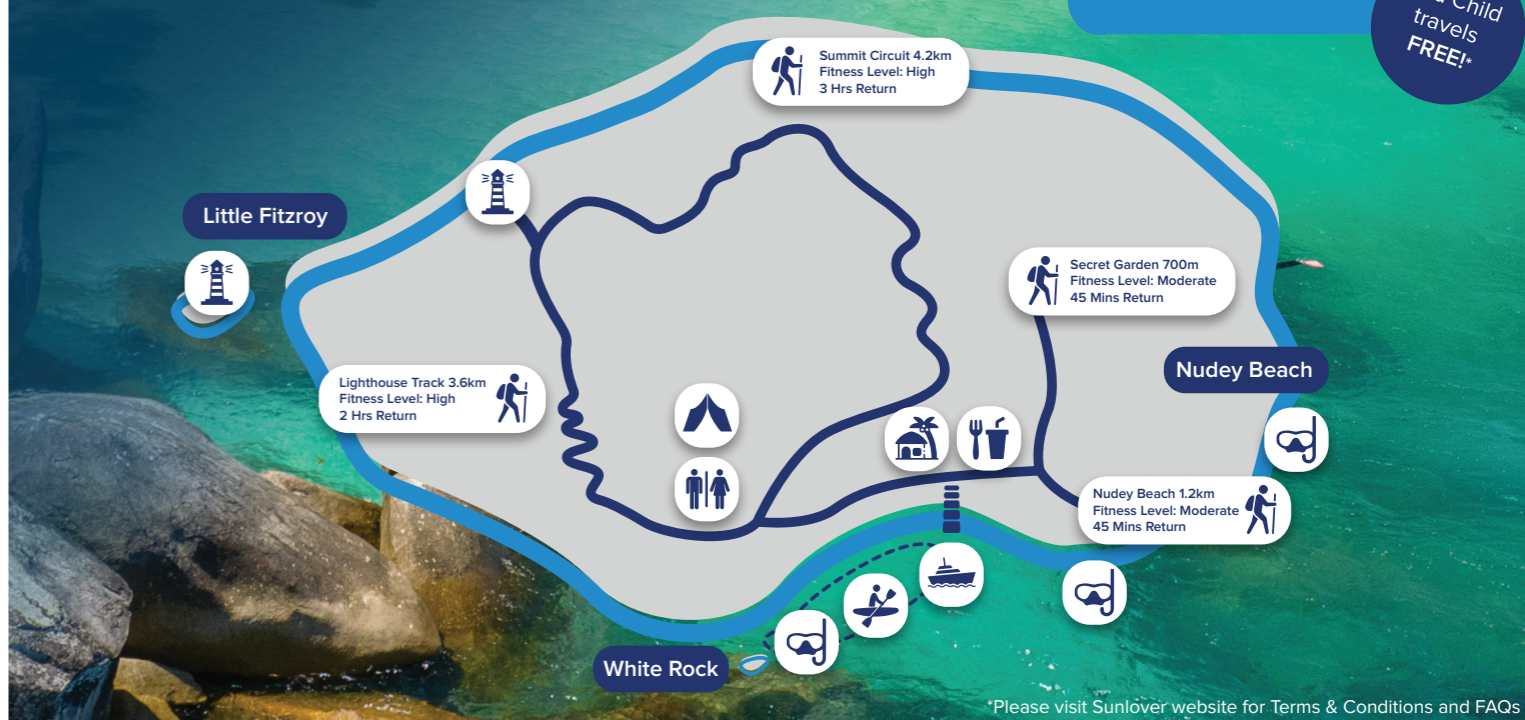 Child
travels
FREE!*
Summit Circuit 4.2km
Fitness Level: High
3 Hrs Return
Little Fitzroy
Secret Garden 700m
Fitness Level: Moderate
45 Mins Return
Nudey Beach
Lighthouse Track 3.6km
Fitness Level: High
2 Hrs Return
Nudey Beach 1.2km
Fitness Level: Moderate
45 Mins Return
White Rock
*Please visit Sunlover website for Terms & Conditions and FAQs